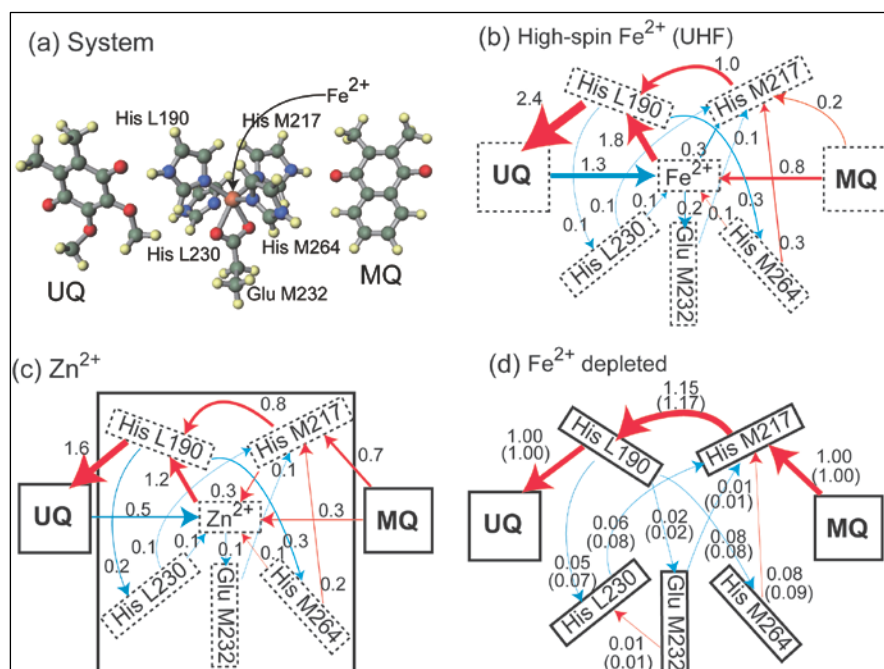 (a) System
Fe2+
His L190
His M217
His L230
His M264
Glu M232
UQ
MQ
(b) High-spin Fe2+ (UHF)
1.0
His L190
His M217
2.4
0.2
1.8
0.3
0.1
UQ
1.3
Fe2+
0.8
MQ
0.1
0.1
0.1
0.2
0.1
0.3
0.3
His L230
Glu M232
His M264
(c) Zn2+
0.8
His L190
His M217
1.6
0.7
1.2
0.3
0.1
UQ
0.5
Zn2+
0.3
MQ
0.2
0.1
0.1
0.1
0.1
0.3
0.2
His L230
Glu M232
His M264
(d) Fe2+ depleted
1.15
(1.17)
His L190
His M217
1.00
(1.00)
1.00
(1.00)
UQ
MQ
0.06
(0.08)
0.02
(0.02)
0.01
(0.01)
0.05
(0.07)
0.08
(0.08)
0.08
(0.09)
His L230
Glu M232
His M264
0.01
(0.01)